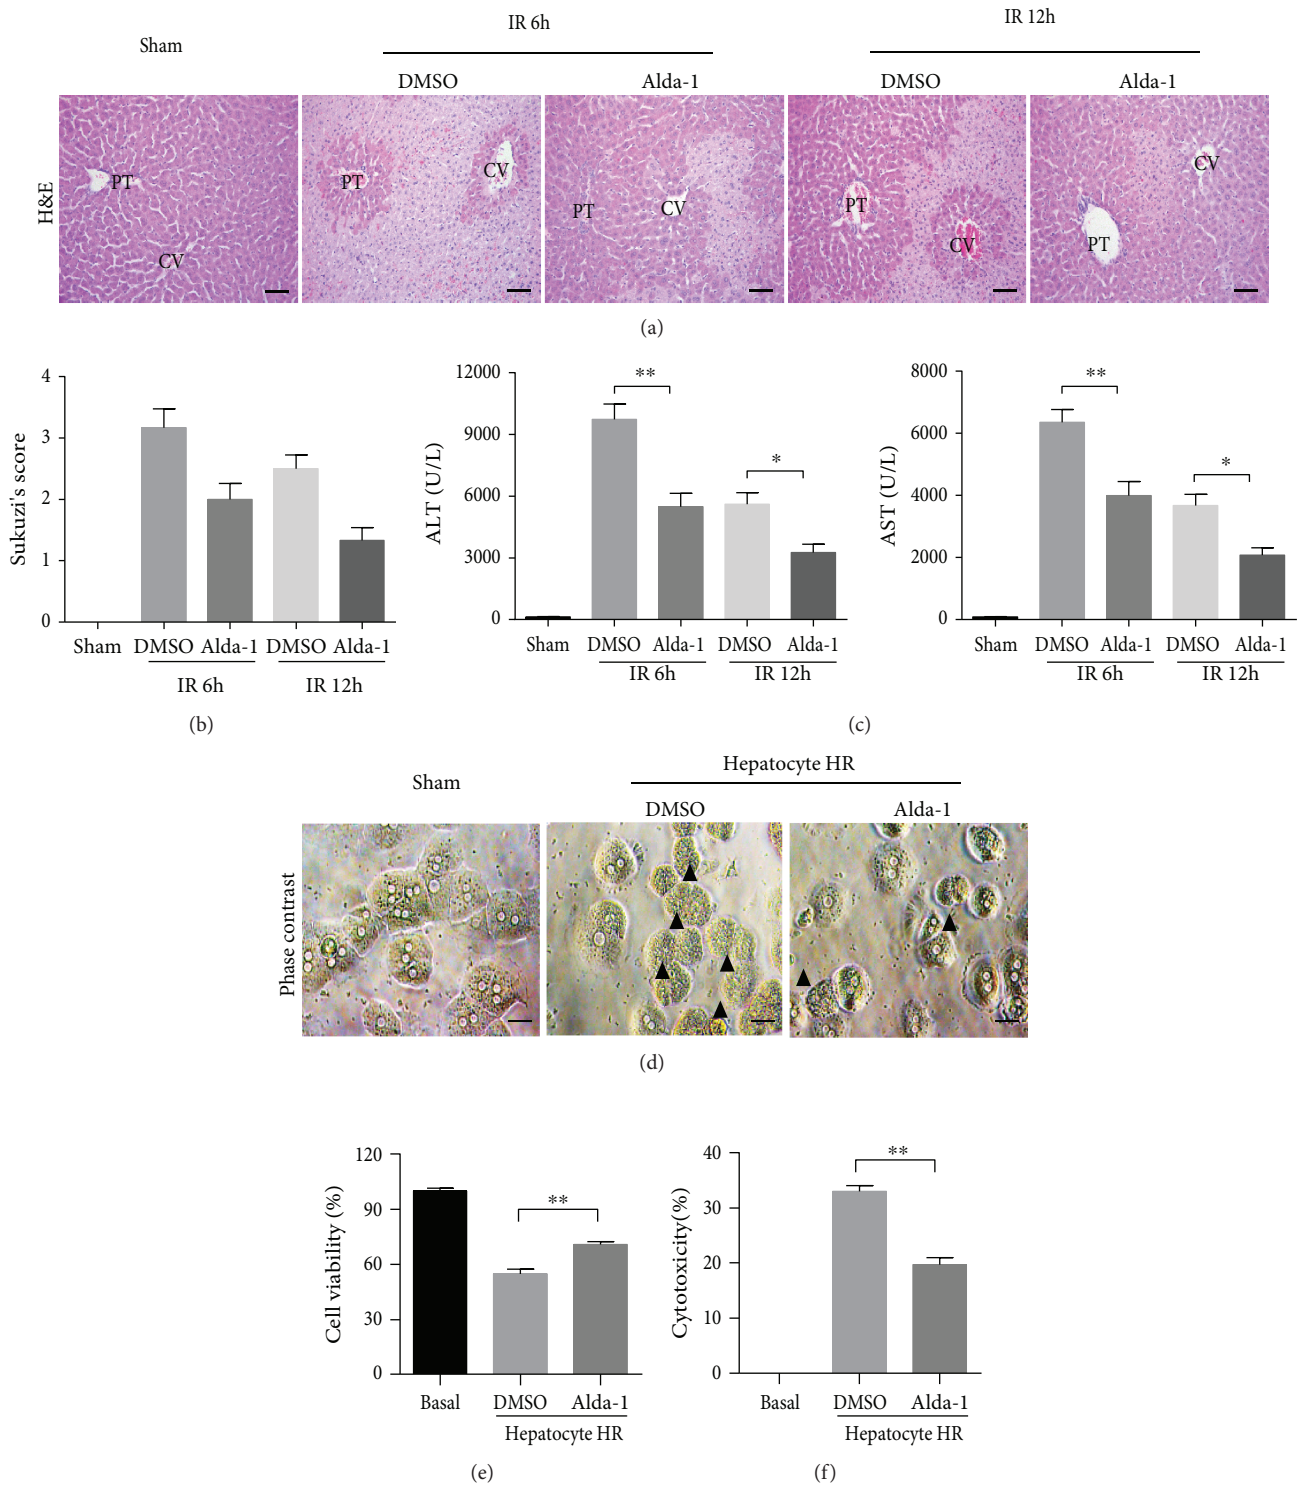 IR 6h
IR 12h
Sham
DMSO
Alda-1
DMSO
Alda-1
H&E
PT
CV
PT
CV
PT
CV
PT
CV
PT
CV
(a)
Sukuzi's score
4
3
2
1
0
Sham
DMSO
Alda-1
DMSO
Alda-1
IR 6h
IR 12h
(b)
ALT (U/L)
12000
9000
6000
3000
0
**
*
Sham
DMSO
Alda-1
DMSO
Alda-1
IR 6h
IR 12h
AST (U/L)
8000
6000
4000
2000
0
**
*
Sham
DMSO
Alda-1
DMSO
Alda-1
IR 6h
IR 12h
(c)
Hepatocyte HR
Sham
DMSO
Alda-1
Phase contrast
(d)
Cell viability (%)
120
90
60
30
0
**
Basal
DMSO
Alda-1
Hepatocyte HR
(e)
Cytotoxicity(%)
40
30
20
10
0
**
Basal
DMSO
Alda-1
Hepatocyte HR
(f)